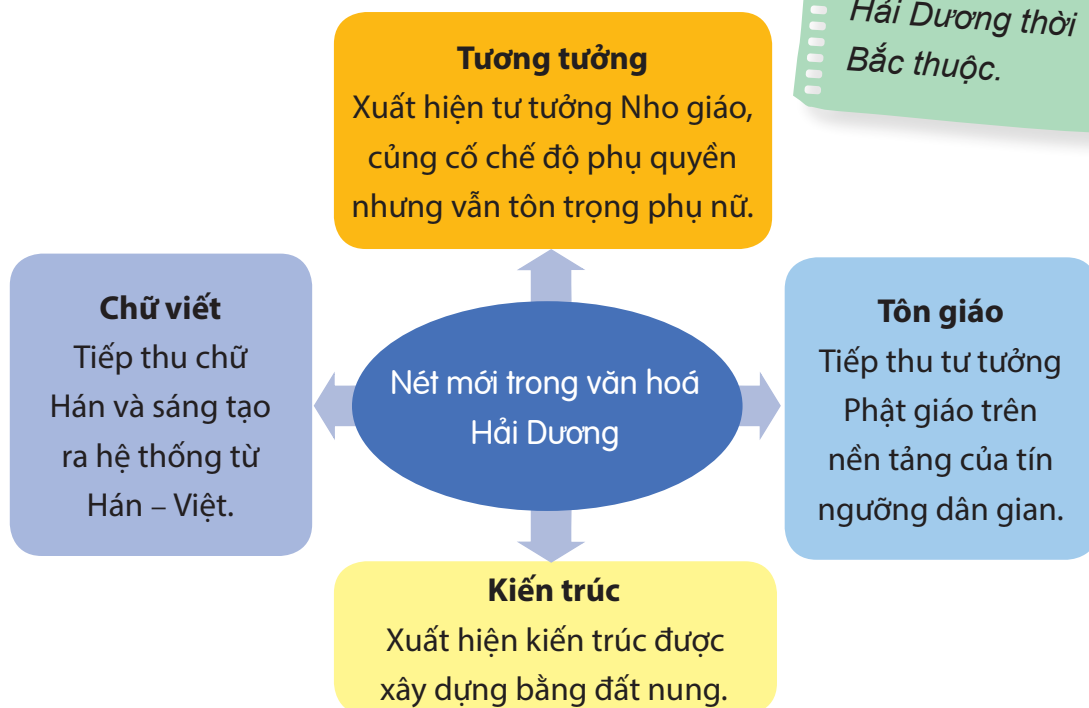 Hải Dương thời
Bắc thuộc.
Tương tưởng
Xuất hiện tư tưởng Nho giáo,
củng cố chế độ phụ quyền
nhưng vẫn tôn trọng phụ nữ.
Chữ viết
Tiếp thu chữ
Hán và sáng tạo
ra hệ thống từ
Hán – Việt.
Nét mới trong văn hoá
Hải Dương
Tôn giáo
Tiếp thu tư tưởng
Phật giáo trên
nền tảng của tín
ngưỡng dân gian.
Kiến trúc
Xuất hiện kiến trúc được
xây dựng bằng đất nung.